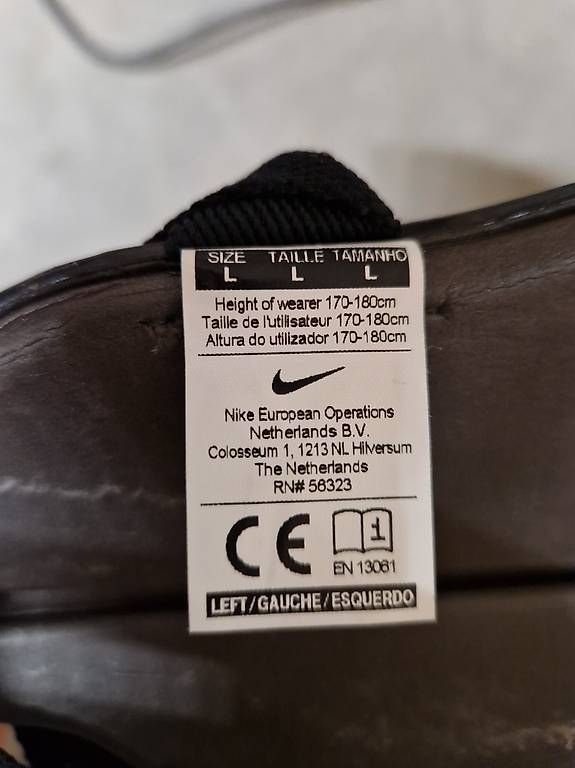 SIZE TAILLE TAMANHO
L L L
Height of wearer 170-180cm
Taille de l'utilisateur 170-180cm
Altura do utilizador 170-180cm
Nike European Operations
Netherlands B.V.
Colosseum 1, 1213 NL Hilversum
The Netherlands
RN# 56323
CE i
EN 13061
LEFT/GAUCHE/ESQUERDO